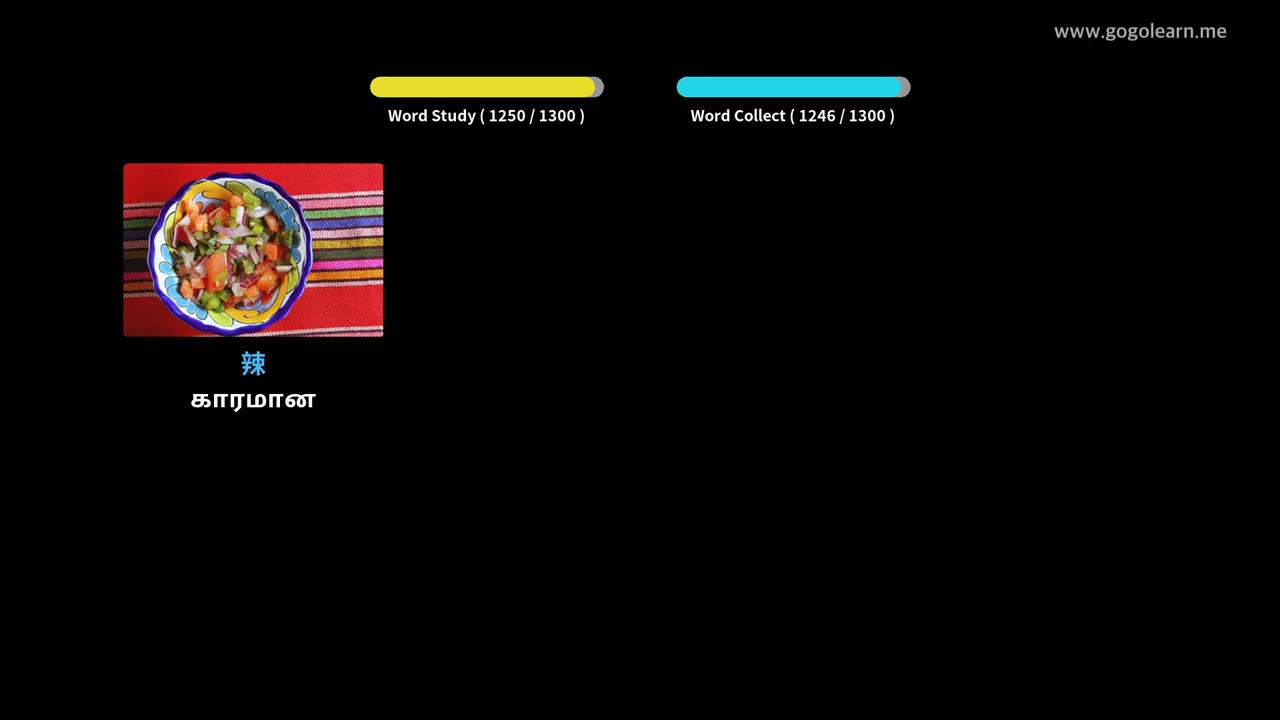 www.gogolearn.me
Word Study ( 1250 / 1300 )
Word Collect ( 1246 / 1300 )
辣
காரமான